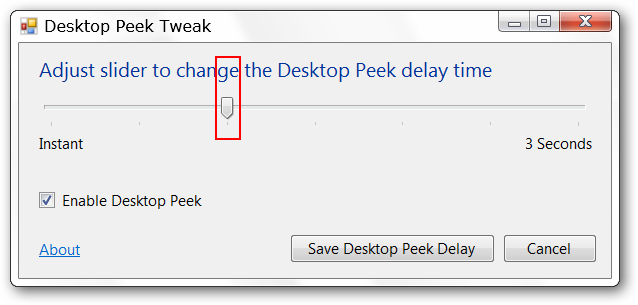 Desktop Peek Tweak
Adjust slider to change the Desktop Peek delay time
Instant 3 Seconds
Enable Desktop Peek
About Save Desktop Peek Delay Cancel